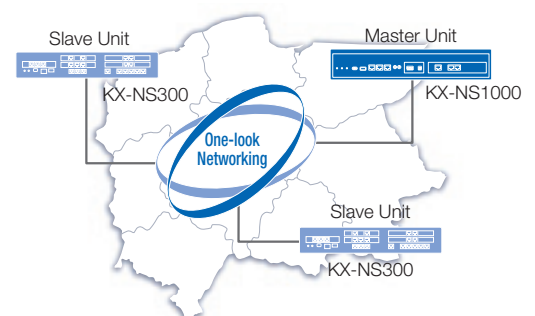 Slave Unit
KX-NS300
Master Unit
KX-NS1000
One-look
Networking
Slave Unit
KX-NS300